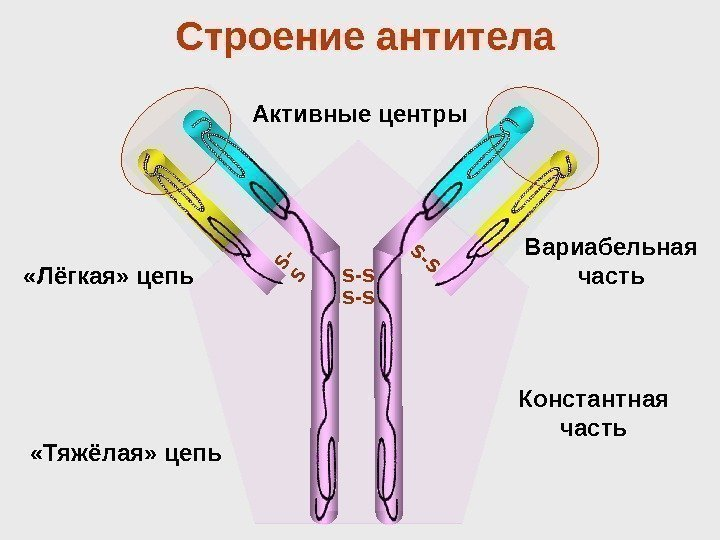 Строение антитела
Активные центры
Вариабельная
часть
«Лёгкая» цепь
S-
S
S-S
S-S
S-S
Константная
часть
«Тяжёлая» цепь